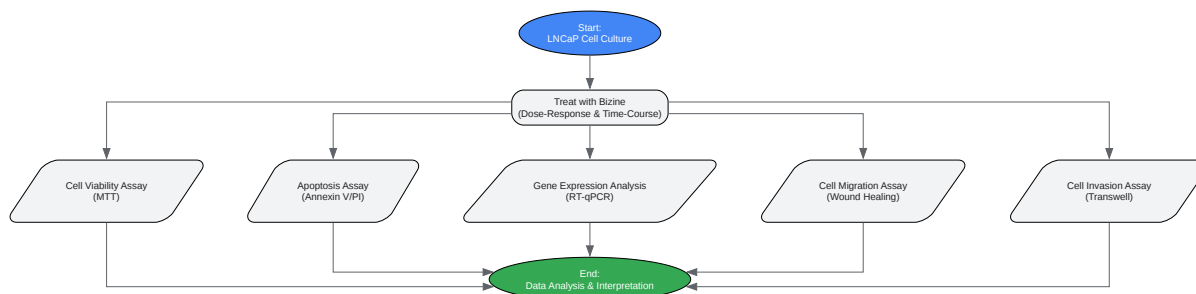 Start:
LNCaP Cell Culture
Treat with Bizine
(Dose-Response & Time-Course)
Cell Viability Assay
(MTT)
Apoptosis Assay
(Annexin V/PI)
Gene Expression Analysis
(RT-qPCR)
Cell Migration Assay
(Wound Healing)
Cell Invasion Assay
(Transwell)
End:
Data Analysis & Interpretation